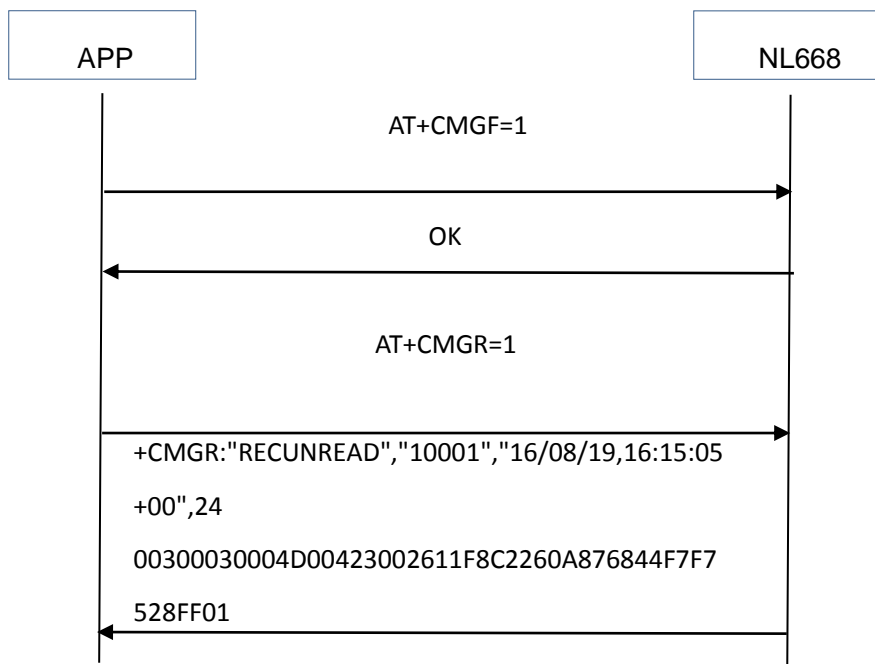 APP
NL668
AT+CMGF=1
OK
AT+CMGR=1
+CMGR:"RECUNREAD","10001","16/08/19,16:15:05
+00",24
00300030004D00423002611F8C2260A876844F7F7
528FF01